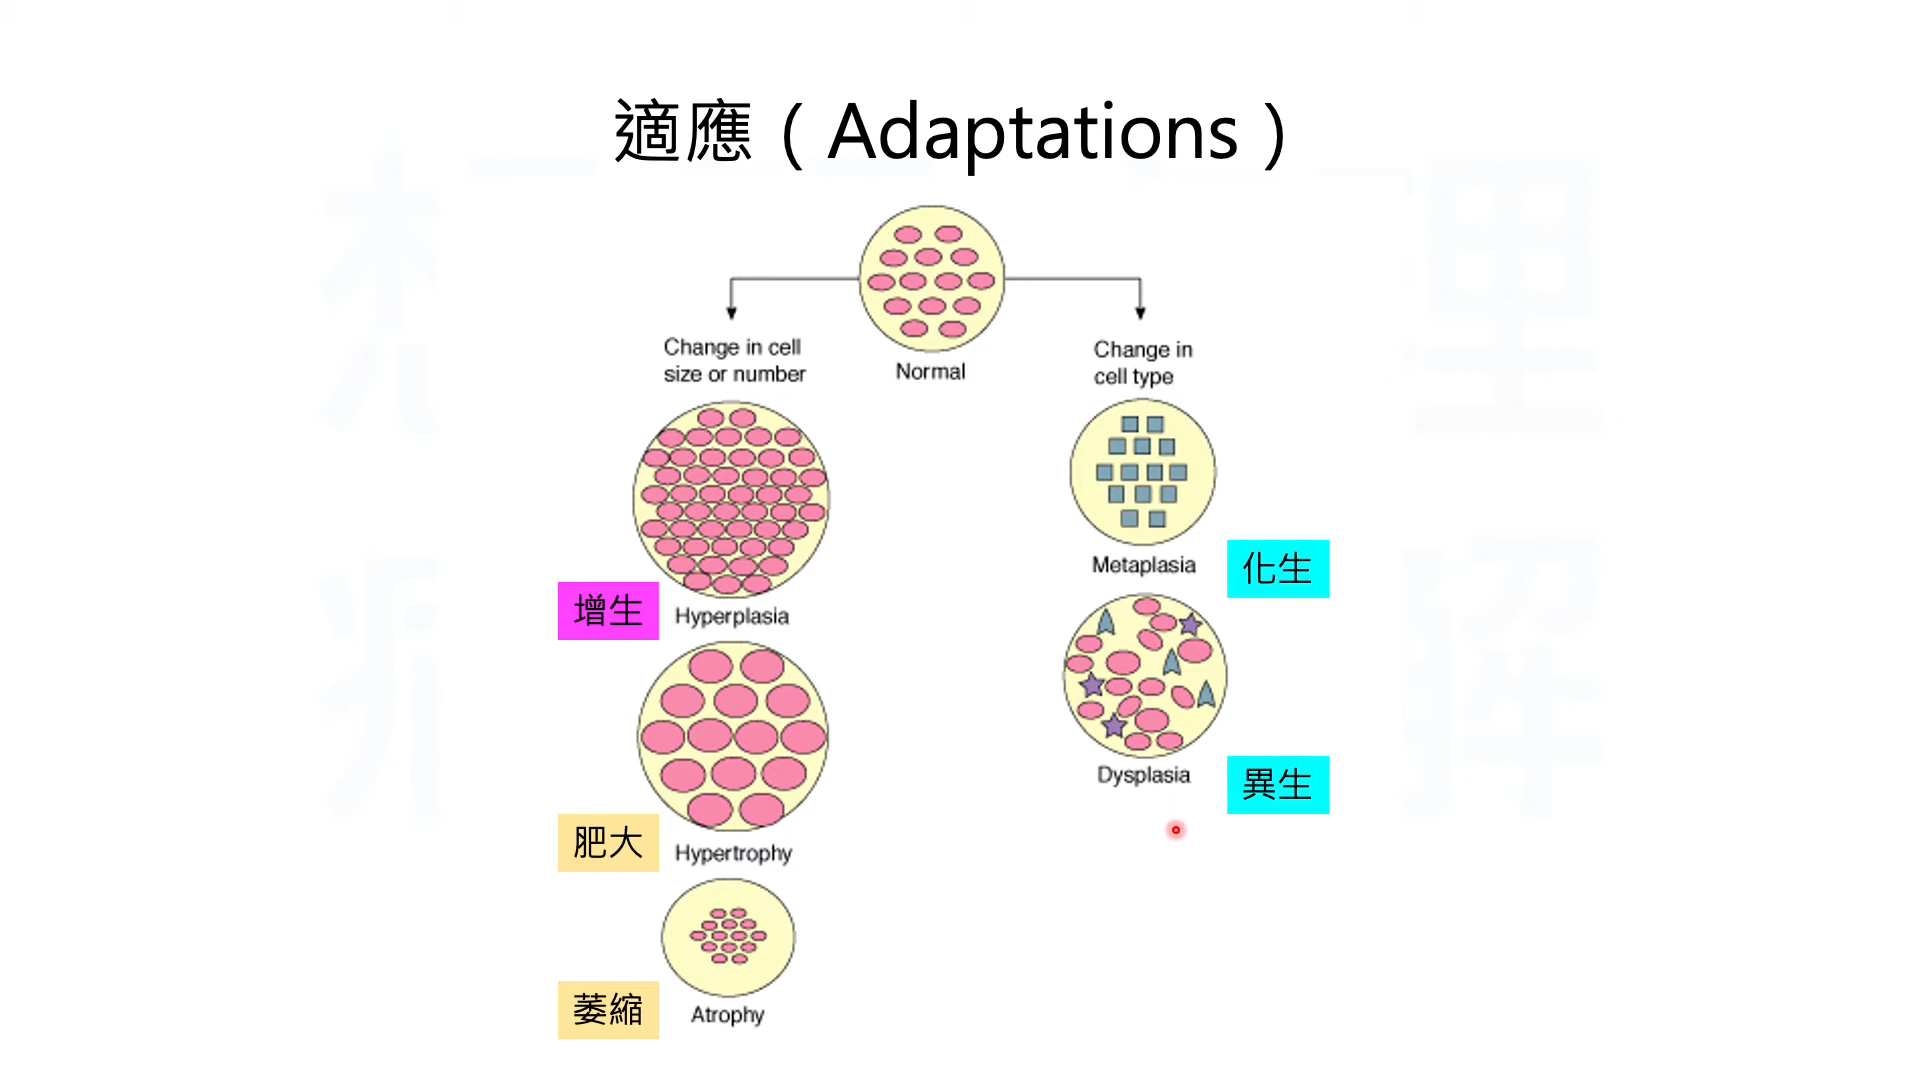 適應（Adaptations）
Normal
Change in cell
size or number
Change in
cell type
增生
Hyperplasia
肥大
Hypertrophy
萎縮
Atrophy
Metaplasia
化生
Dysplasia
異生